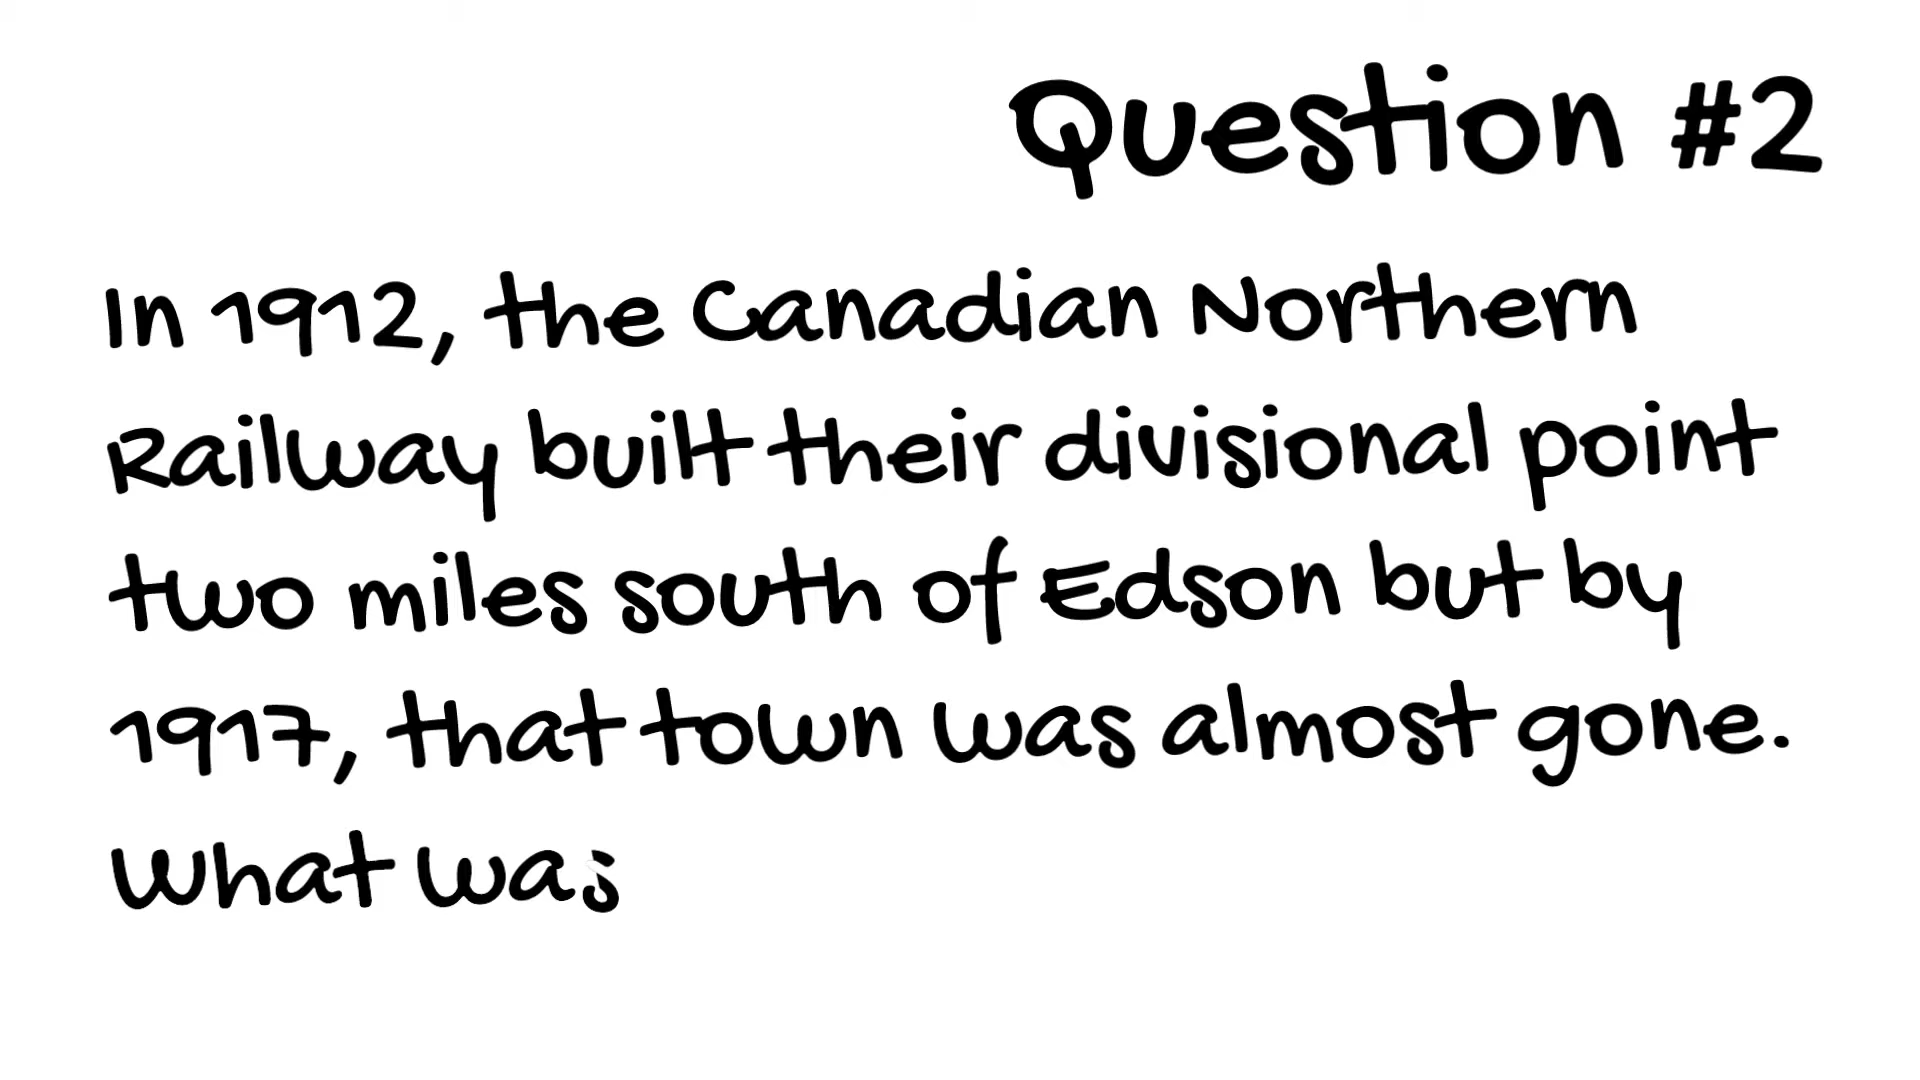 Question #2
In 1912, the Canadian Northern
Railway built their divisional point
two miles south of Edson but by
1917, that town was almost gone.
What was